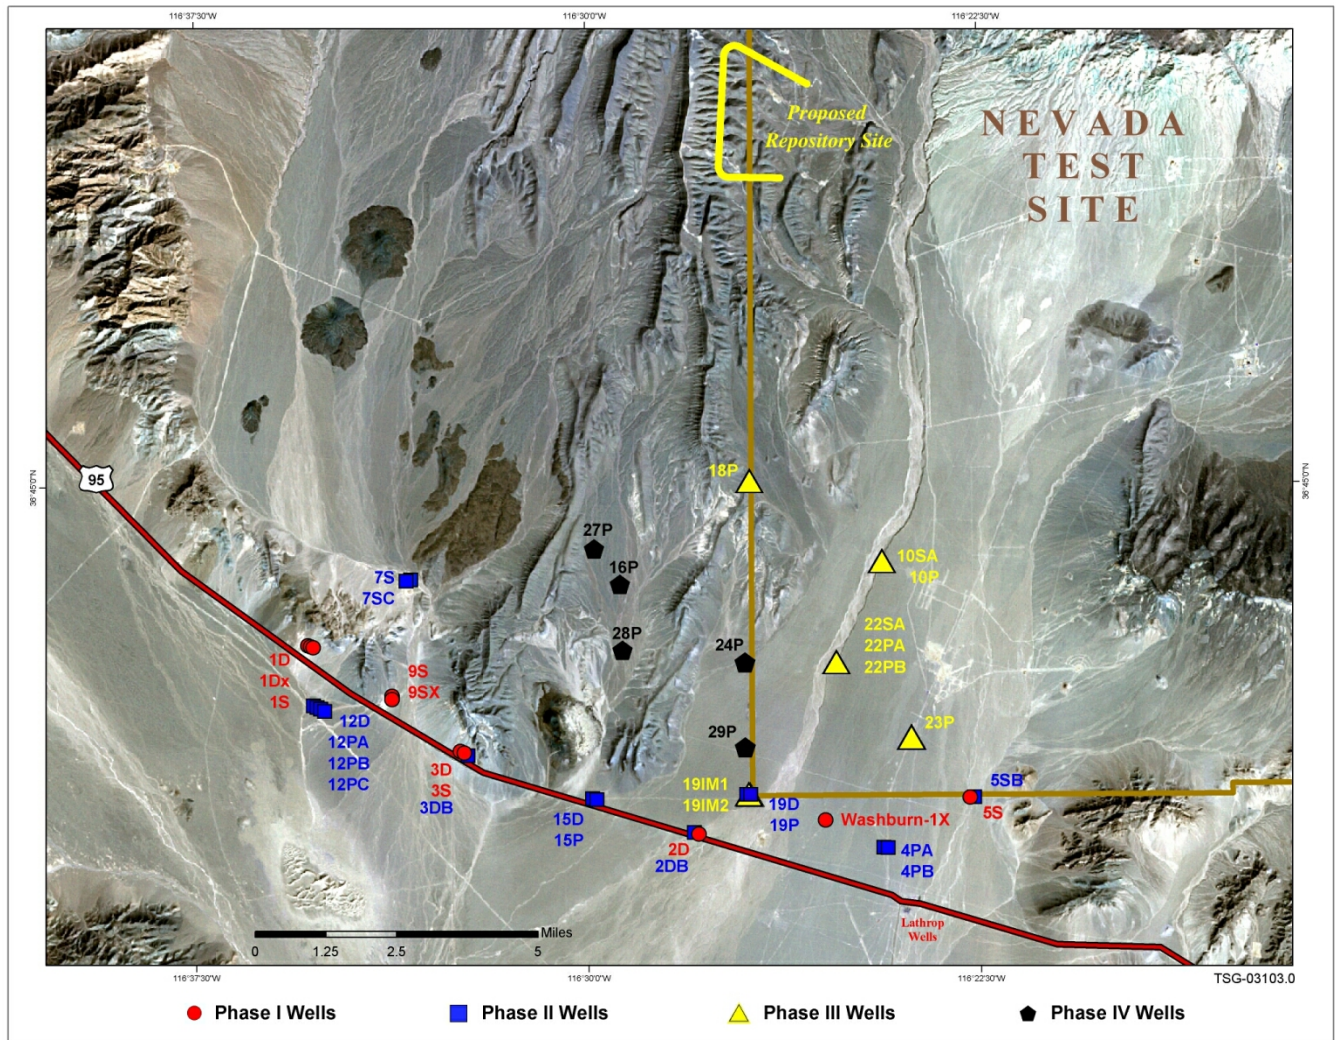 116°37'30"W
116°30'0"W
116°22'30"W
Proposed
Repository Site
NEVADA
TEST
SITE
95
36°45'0"N
36°45'0"N
18P
27P
16P
10SA
10P
7S
7SC
28P
24P
22SA
22PA
22PB
1D
1Dx
1S
9S
9SX
12D
12PA
12PB
12PC
29P
23P
3D
3S
3DB
19IM1
19IM2
19D
19P
5SB
5S
15D
15P
Washburn-1X
2D
2DB
4PA
4PB
Lathrop
Wells
Miles
0
1.25
2.5
5
116°37'30"W
116°30'0"W
116°22'30"W
TSG-03103.0
Phase I Wells
Phase II Wells
Phase III Wells
Phase IV Wells